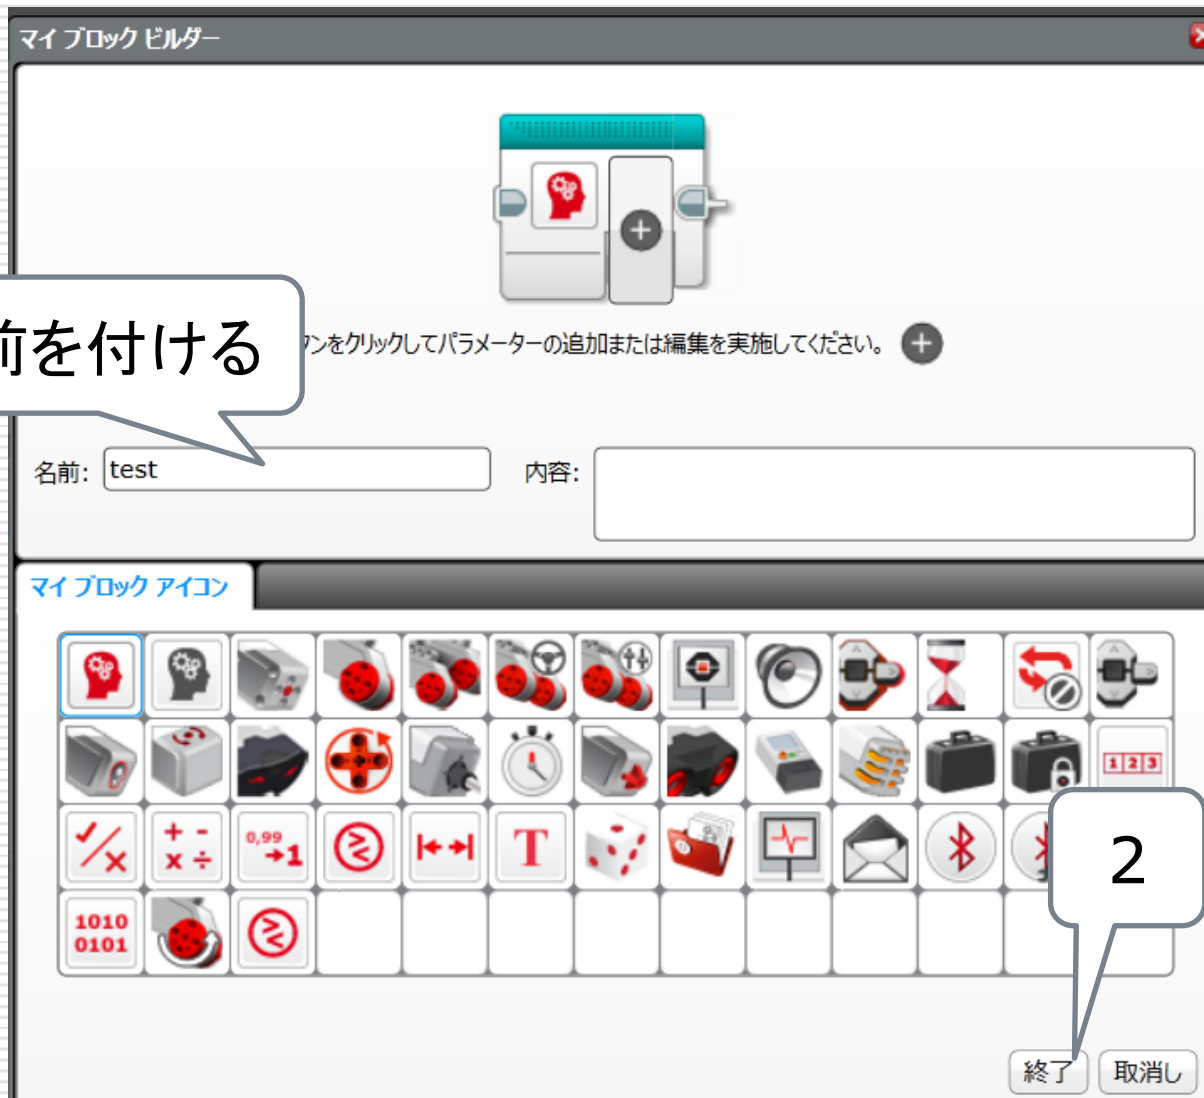 マイ ブロック ビルダー
前を付ける
タンをクリックしてパラメーターの追加または編集を実施してください。
名前: test
内容:
マイ ブロック アイコン
1 2 3
+ - x ÷
0,99 →1
T
2
1010
0101
終了 取消し